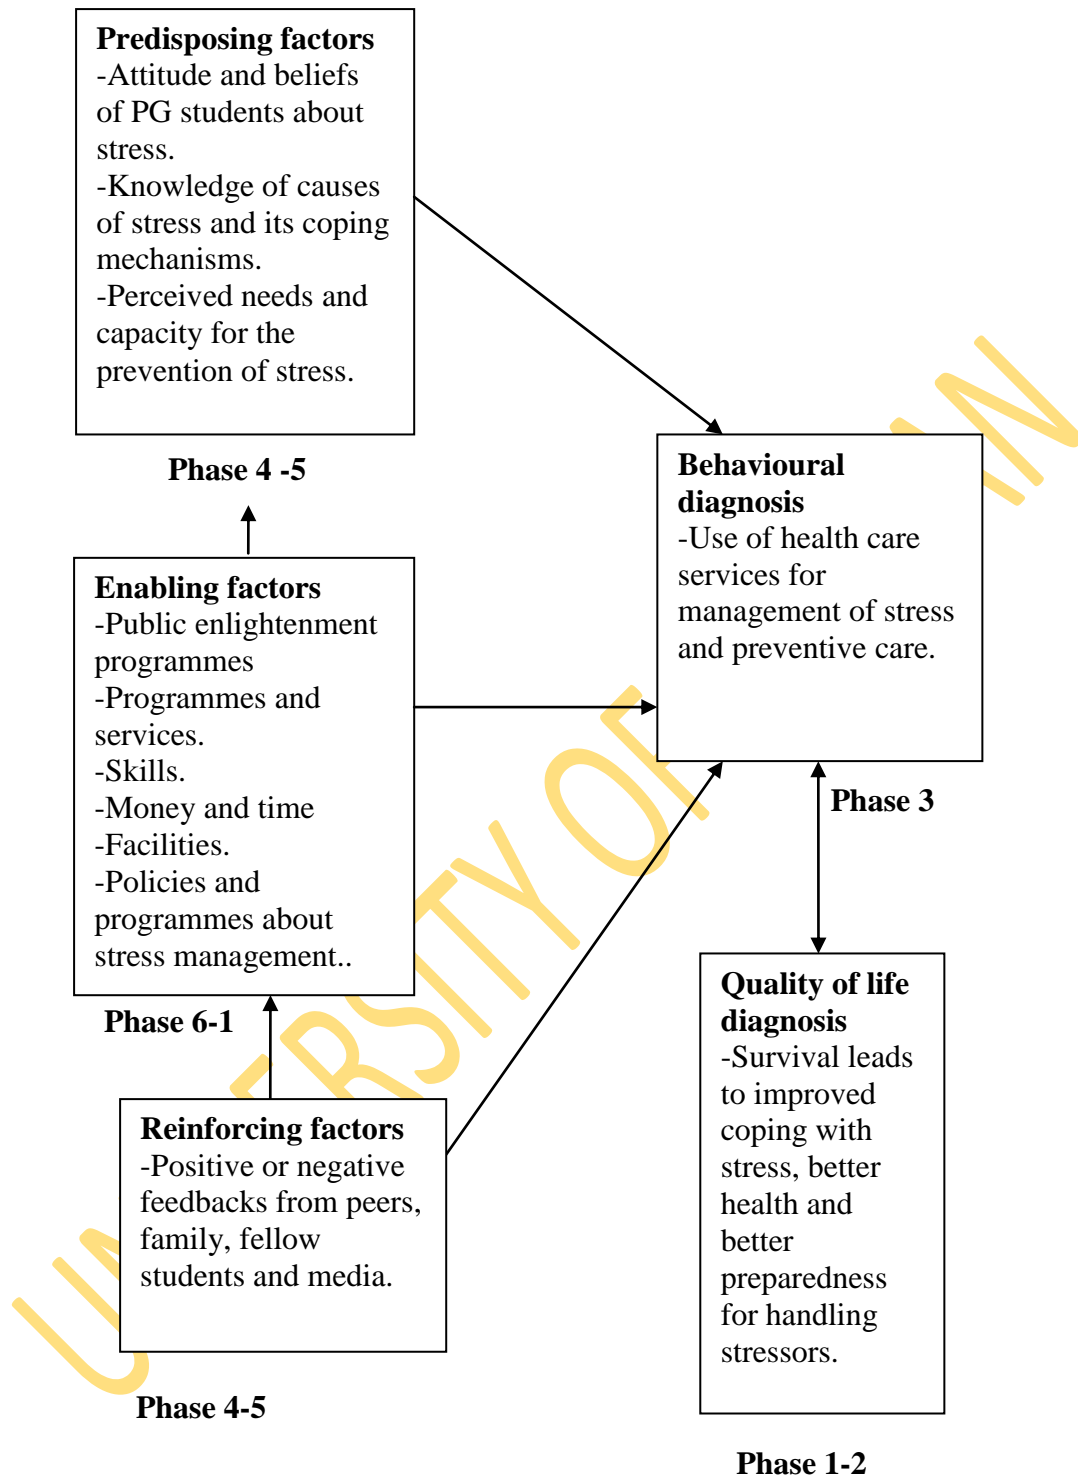 Predisposing factors
-Attitude and beliefs
of PG students about
stress.
-Knowledge of causes
of stress and its coping
mechanisms.
-Perceived needs and
capacity for the
prevention of stress.
Phase 4 -5
Enabling factors
-Public enlightenment
programmes
-Programmes and
services.
-Skills.
-Money and time
-Facilities.
-Policies and
programmes about
stress management..
Phase 6-1
Reinforcing factors
-Positive or negative
feedbacks from peers,
family, fellow
students and media.
Phase 4-5
Behavioural
diagnosis
-Use of health care
services for
management of stress
and preventive care.
Phase 3
Quality of life
diagnosis
-Survival leads
to improved
coping with
stress, better
health and
better
preparedness
for handling
stressors.
Phase 1-2
UNIVERSITY OF